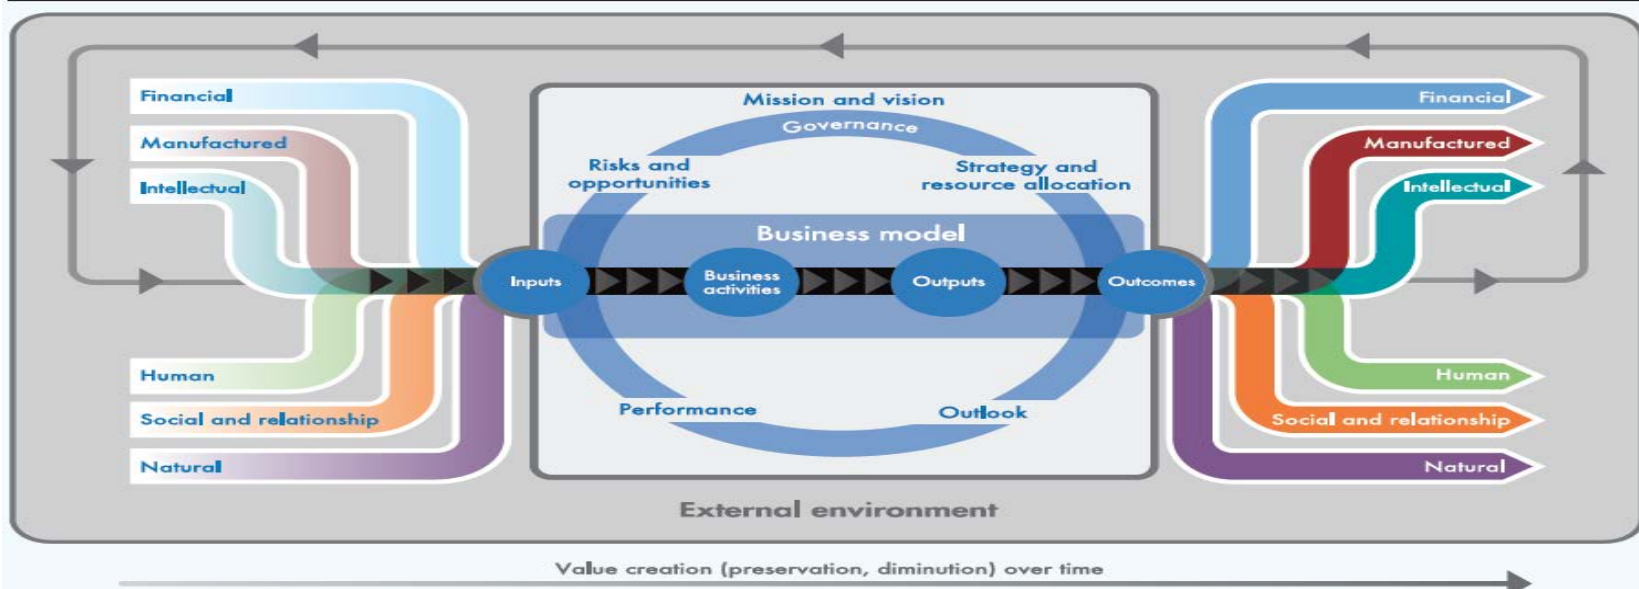 Financial
Manufactured
Intellectual
Human
Social and relationship
Natural
Mission and vision
Governance
Risks and
opportunities
Strategy and
resource allocation
Business model
Inputs
Business
activities
Outputs
Outcomes
Performance
Outlook
Financial
Manufactured
Intellectual
Human
Social and relationship
Natural
External environment
Value creation (preservation, diminution) over time